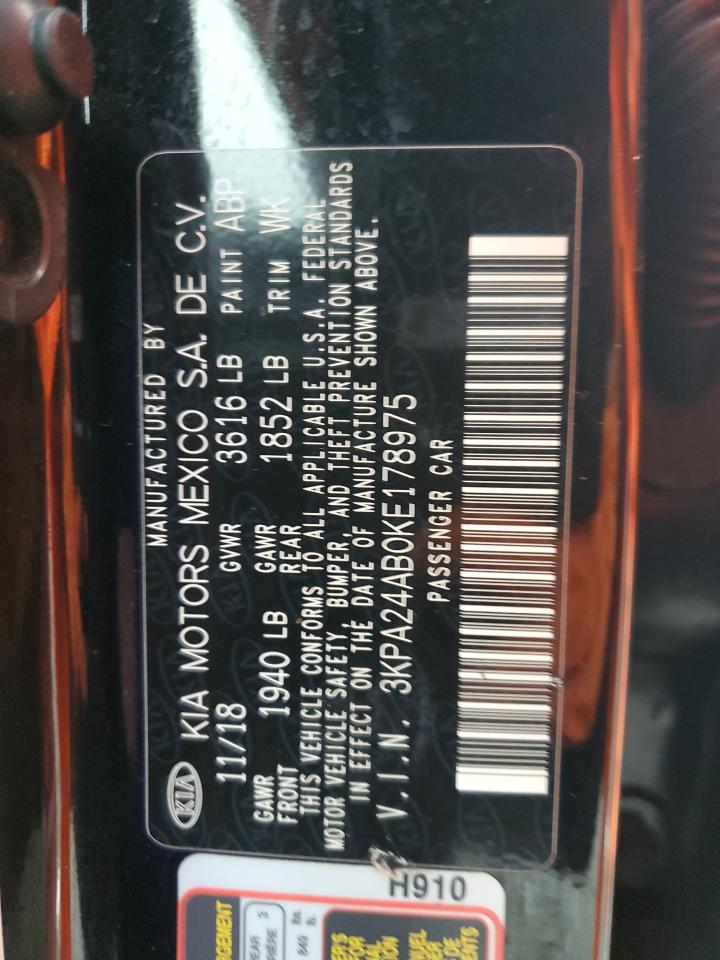 MANUFACTURED BY
KIA KIA MOTORS MEXICO S.A. DE C.V.
11/18 GVWR 3616 LB PAINT ABP
GAWR FRONT 1940 LB GAWR REAR 1852 LB TRIM WK
THIS VEHICLE CONFORMS TO ALL APPLICABLE U.S.A. FEDERAL
MOTOR VEHICLE SAFETY, BUMPER, AND THEFT PREVENTION STANDARDS
IN EFFECT ON THE DATE OF MANUFACTURE SHOWN ABOVE.
V.I.N. 3KPA24AB0KE178975
PASSENGER CAR
H910